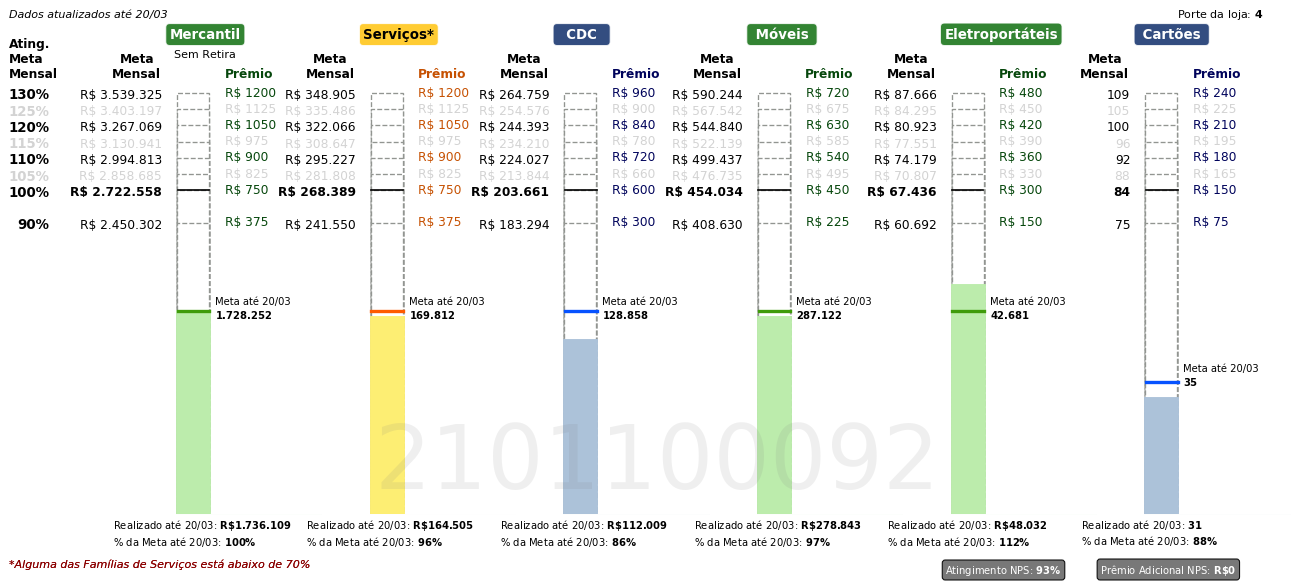 Dados atualizados até 20/03
Porte da loja: 4
Mercantil Serviços* CDC Móveis Eletroportáteis Cartões
Sem Retira
Ating. Meta Mensal
Meta Mensal Prêmio Meta Mensal Prêmio Meta Mensal Prêmio Meta Mensal Prêmio Meta Mensal Prêmio Meta Mensal Prêmio
130% R$ 3.539.325 R$ 1200 R$ 348.905 R$ 1200 R$ 264.759 R$ 960 R$ 590.244 R$ 720 R$ 87.666 R$ 480 109 R$ 240
125% R$ 3.403.197 R$ 1125 R$ 335.486 R$ 1125 R$ 254.576 R$ 900 R$ 567.542 R$ 675 R$ 84.295 R$ 450 105 R$ 225
120% R$ 3.267.069 R$ 1050 R$ 322.066 R$ 1050 R$ 244.393 R$ 840 R$ 544.840 R$ 630 R$ 80.923 R$ 420 100 R$ 210
115% R$ 3.130.941 R$ 975 R$ 308.647 R$ 975 R$ 234.210 R$ 780 R$ 522.139 R$ 585 R$ 77.551 R$ 390 96 R$ 195
110% R$ 2.994.813 R$ 900 R$ 295.227 R$ 900 R$ 224.027 R$ 720 R$ 499.437 R$ 540 R$ 74.179 R$ 360 92 R$ 180
105% R$ 2.858.685 R$ 825 R$ 281.808 R$ 825 R$ 213.844 R$ 660 R$ 476.735 R$ 495 R$ 70.807 R$ 330 88 R$ 165
100% R$ 2.722.558 R$ 750 R$ 268.389 R$ 750 R$ 203.661 R$ 600 R$ 454.034 R$ 450 R$ 67.436 R$ 300 84 R$ 150
90% R$ 2.450.302 R$ 375 R$ 241.550 R$ 375 R$ 183.294 R$ 300 R$ 408.630 R$ 225 R$ 60.692 R$ 150 75 R$ 75
Meta até 20/03 Meta até 20/03 Meta até 20/03 Meta até 20/03 Meta até 20/03
1.728.252 169.812 128.858 287.122 42.681
Meta até 20/03
35
2101100092
Realizado até 20/03: R$1.736.109 Realizado até 20/03: R$164.505 Realizado até 20/03: R$112.009 Realizado até 20/03: R$278.843 Realizado até 20/03: R$48.032 Realizado até 20/03: 31
% da Meta até 20/03: 100% % da Meta até 20/03: 96% % da Meta até 20/03: 86% % da Meta até 20/03: 97% % da Meta até 20/03: 112% % da Meta até 20/03: 88%
*Alguma das Famílias de Serviços está abaixo de 70%
Atingimento NPS: 93% Prêmio Adicional NPS: R$0